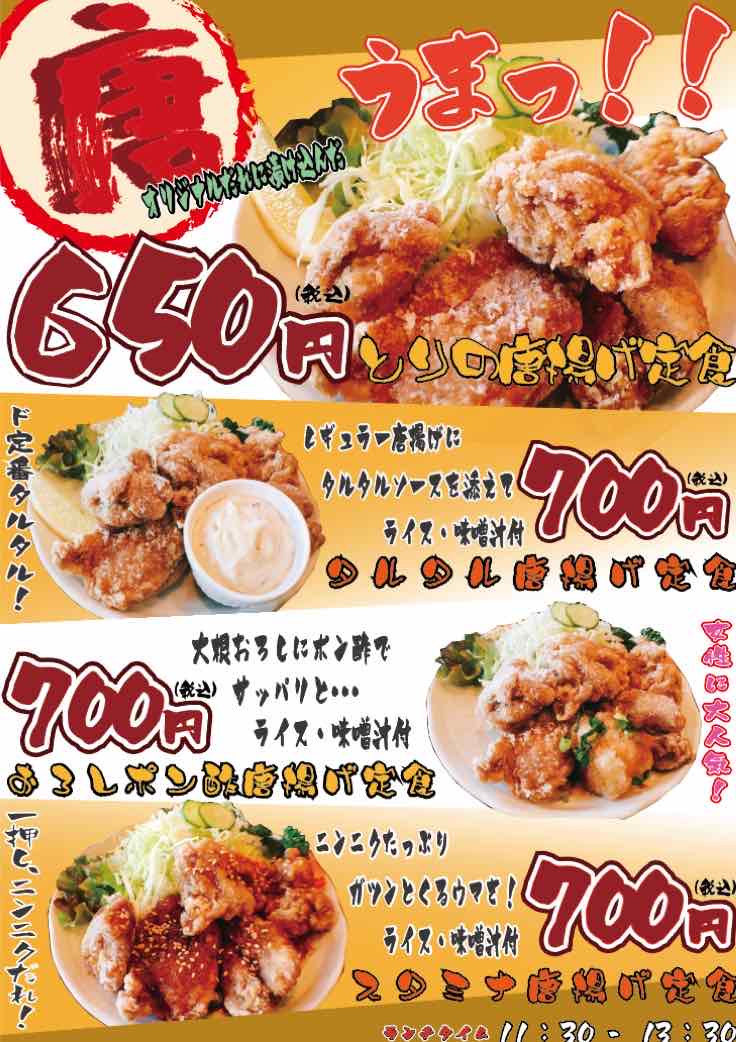 唐
うまっ！！
オリジナルだれに漬け込んだ
650円
(税込)
とりの唐揚げ定食
ド定番タルタル！
レギュラー唐揚げに
タルタルソースを添えて
ライス・味噌汁付
700円
(税込)
タルタル唐揚げ定食
大根おろしにポン酢で
サッパリと・・・
ライス・味噌汁付
700円
(税込)
おろしポン酢唐揚げ定食
女性に大人気！
一押し、ニンニクだれ！
ニンニクたっぷり
ガツンとくるウマさ！
ライス・味噌汁付
700円
(税込)
スタミナ唐揚げ定食
ランチタイム 11：30 - 13：30